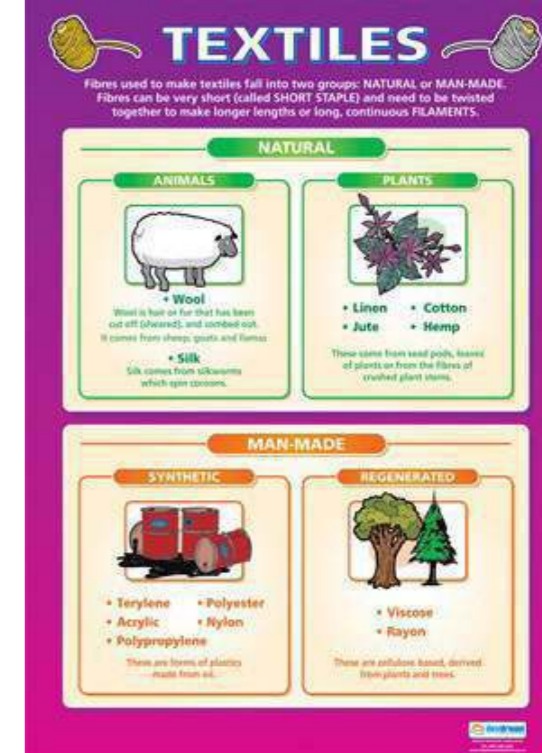 TEXTILES
Fibres used to make textiles fall into two groups: NATURAL or MAN-MADE.
Fibres can be very short (called SHORT STAPLE) and need to be twisted
together to make longer lengths or long, continuous FILAMENTS.
NATURAL
ANIMALS
• Wool
Wool is hair or fur that has been
cut off (sheared), and combed out.
It comes from sheep, goats and llamas
• Silk
Silk comes from silkworms
which spin cocoons.
PLANTS
• Linen • Cotton
• Jute • Hemp
These come from seed pods, leaves
of plants or from the fibres of
crushed plant stems.
MAN-MADE
SYNTHETIC
• Terylene • Polyester
• Acrylic • Nylon
• Polypropylene
These are forms of plastics
made from oil.
REGENERATED
• Viscose
• Rayon
These are cellulose based, derived
from plants and trees.